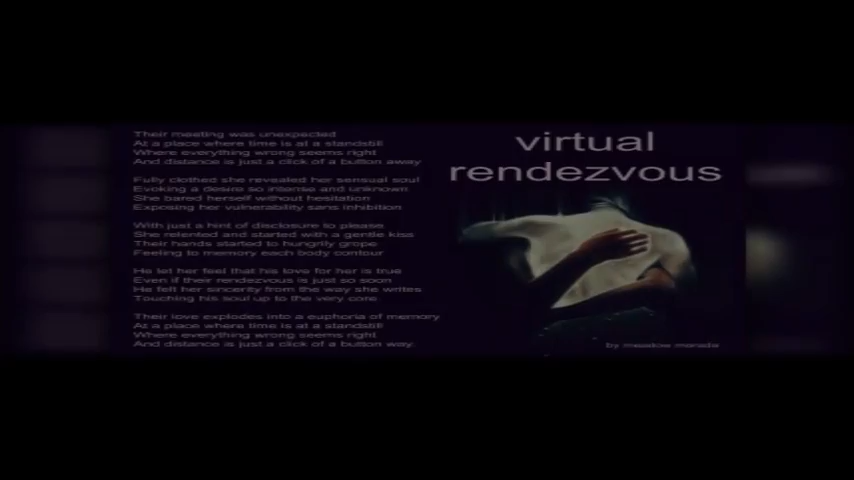 Their meeting was unexpected
At a place where time is at a standstill
Where everything wrong seems right
And distance is just a click of a button away
Fully clothed she revealed her sensual soul
Evoking a desire so intense and unknown
She bared herself without hesitation
Exposing her vulnerability sans inhibition
With just a hint of disclosure to please
She relented and started with a gentle kiss
Their hands started to hungrily grope
Feeling to memory each body contour
He let her feel that his love for her is true
Even if their rendezvous is just so soon
He felt her sincerity from the way she writes
Touching his soul up to the very core
Their love explodes into a euphoria of memory
At a place where time is at a standstill
Where everything wrong seems right
And distance is just a click of a button way
virtual
rendezvous
by